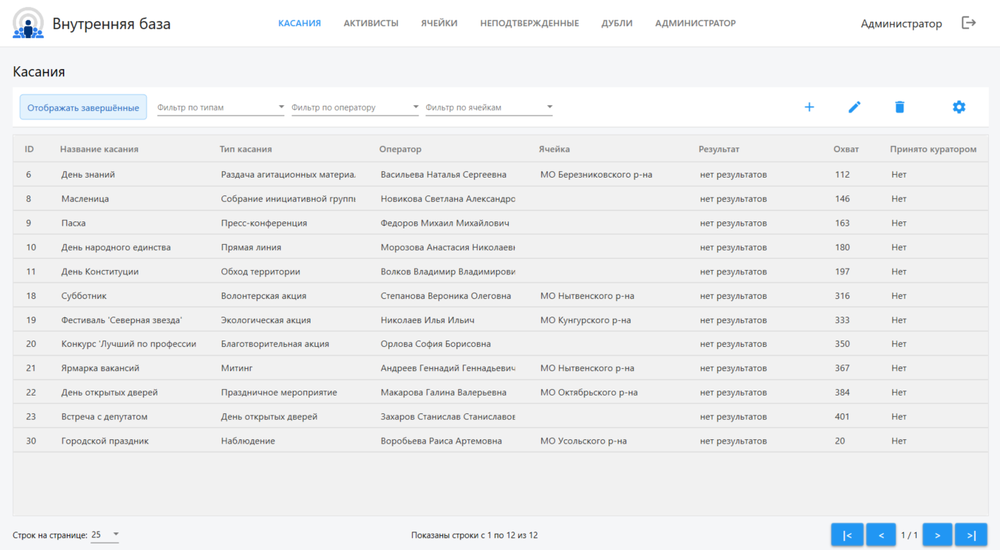 Внутренняя база КАСАНИЯ АКТИВИСТЫ ЯЧЕЙКИ НЕПОДТВЕРЖДЕННЫЕ ДУБЛИ АДМИНИСТРАТОР Администратор
Касания
Отображать завершённые Фильтр по типам Фильтр по оператору Фильтр по ячейкам
ID Название касания Тип касания Оператор Ячейка Результат Охват Принято куратором
6 День знаний Раздача агитационных материа. Васильева Наталья Сергеевна МО Березниковского р-на нет результатов 112 Нет
8 Масленица Собрание инициативной групп Новикова Светлана Александро нет результатов 146 Нет
9 Пасха Пресс-конференция Федоров Михаил Михайлович нет результатов 163 Нет
10 День народного единства Прямая линия Морозова Анастасия Николаев нет результатов 180 Нет
11 День Конституции Обход территории Волков Владимир Владимирови нет результатов 197 Нет
18 Субботник Волонтерская акция Степанова Вероника Олеговна МО Нытвенского р-на нет результатов 316 Нет
19 Фестиваль 'Северная звезда' Экологическая акция Николаев Илья Ильич МО Кунгурского р-на нет результатов 333 Нет
20 Конкурс 'Лучший по профессии Благотворительная акция Орлова София Борисовна нет результатов 350 Нет
21 Ярмарка вакансий Митинг Андреев Геннадий Геннадьевич МО Нытвенского р-на нет результатов 367 Нет
22 День открытых дверей Праздничное мероприятие Макарова Галина Валерьевна МО Октябрьского р-на нет результатов 384 Нет
23 Встреча с депутатом День открытых дверей Захаров Станислав Станиславов нет результатов 401 Нет
30 Городской праздник Наблюдение Воробьева Раиса Артемовна МО Усольского р-на нет результатов 20 Нет
Строк на странице: 25 Показаны строки с 1 по 12 из 12 |< < 1 / 1 > >|